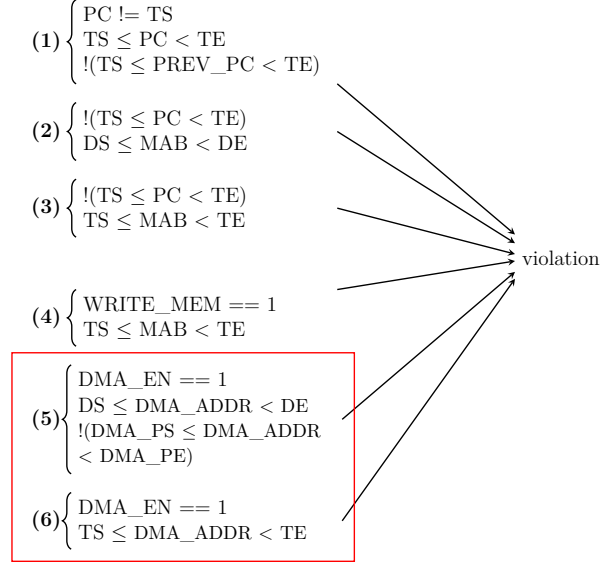 (1)
PC != TS
TS ≤ PC < TE
!(TS ≤ PREV_PC < TE)
(2)
!(TS ≤ PC < TE)
DS ≤ MAB < DE
(3)
!(TS ≤ PC < TE)
TS ≤ MAB < TE
violation
(4)
WRITE_MEM == 1
TS ≤ MAB < TE
(5)
DMA_EN == 1
DS ≤ DMA_ADDR < DE
!(DMA_PS ≤ DMA_ADDR
< DMA_PE)
(6)
DMA_EN == 1
TS ≤ DMA_ADDR < TE